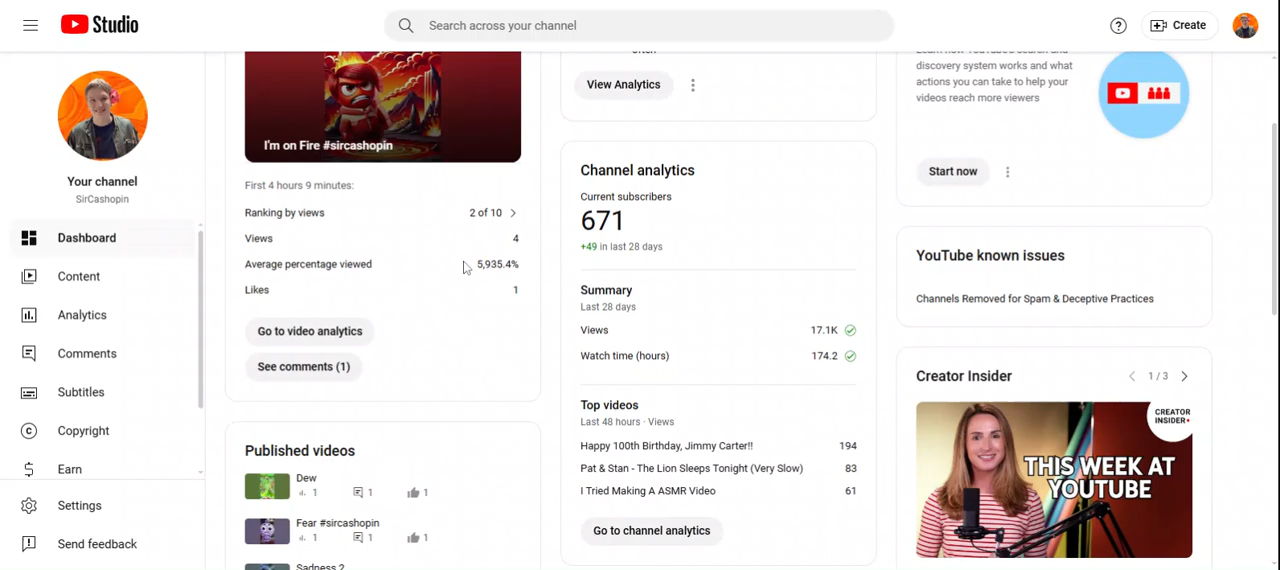 Studio
Search across your channel
Create
Your channel
SirCashopin
Dashboard
Content
Analytics
Comments
Subtitles
Copyright
Earn
Settings
Send feedback
I'm on Fire #sircashopin
First 4 hours 9 minutes:
Ranking by views 2 of 10
Views 4
Average percentage viewed 5,935.4%
Likes 1
Go to video analytics
See comments (1)
Published videos
Dew
1 1 1
Fear #sircashopin
1 1 1
Sadness 2
View Analytics
Channel analytics
Current subscribers
671
+49 in last 28 days
Summary
Last 28 days
Views 17.1K
Watch time (hours) 174.2
Top videos
Last 48 hours · Views
Happy 100th Birthday, Jimmy Carter!! 194
Pat & Stan - The Lion Sleeps Tonight (Very Slow) 83
I Tried Making A ASMR Video 61
Go to channel analytics
Learn how YouTube's search and
discovery system works and what
actions you can take to help your
videos reach more viewers
Start now
YouTube known issues
Channels Removed for Spam & Deceptive Practices
Creator Insider 1 / 3
CREATOR
INSIDER
THIS WEEK AT
YOUTUBE